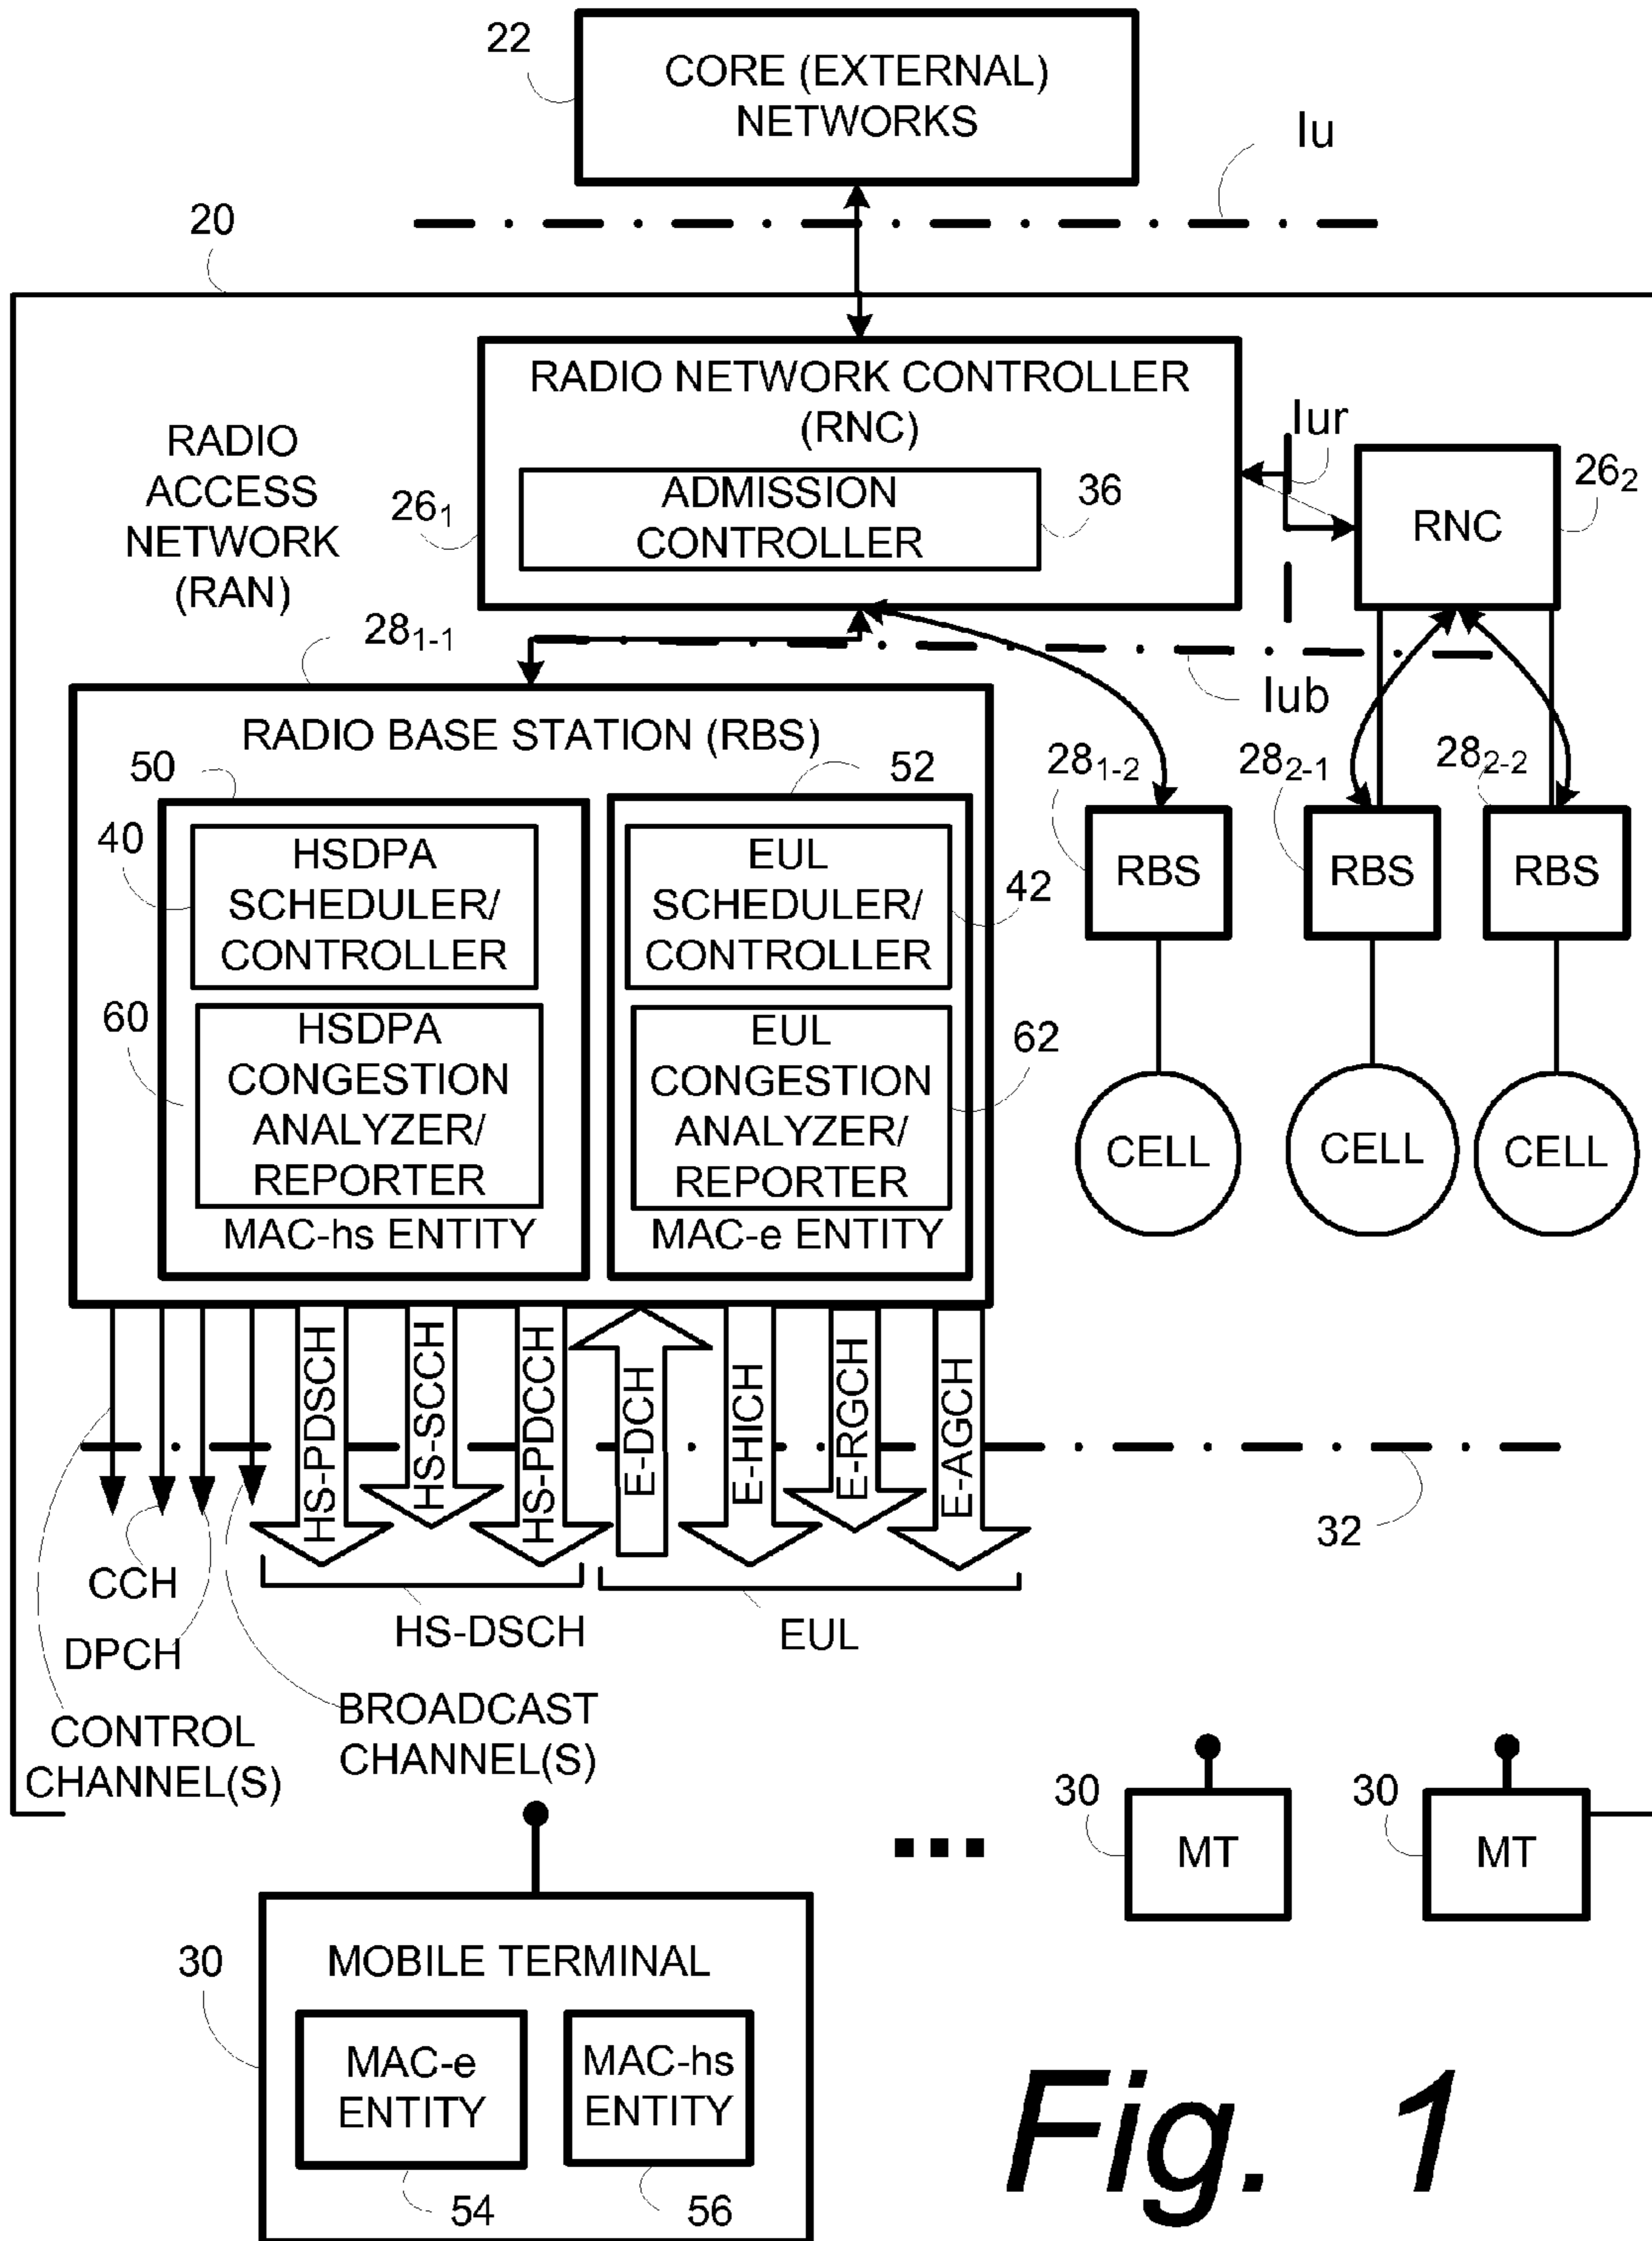 22
CORE (EXTERNAL)
NETWORKS
Iu
20
RADIO NETWORK CONTROLLER
(RNC)
ADMISSION
CONTROLLER
36
26₁
Iur
RNC
26₂
RADIO
ACCESS
NETWORK
(RAN)
28₁₋₁
Iub
RADIO BASE STATION (RBS)
50
52
40
HSDPA
SCHEDULER/
CONTROLLER
EUL
SCHEDULER/
CONTROLLER
42
60
HSDPA
CONGESTION
ANALYZER/
REPORTER
EUL
CONGESTION
ANALYZER/
REPORTER
62
MAC-hs ENTITY
MAC-e ENTITY
28₁₋₂
28₂₋₁
28₂₋₂
RBS
RBS
RBS
CELL
CELL
CELL
HS-PDSCH
HS-SCCH
HS-PDCCH
E-DCH
E-HICH
E-RGCH
E-AGCH
32
CCH
DPCH
HS-DSCH
EUL
CONTROL
CHANNEL(S)
BROADCAST
CHANNEL(S)
30
MT
30
MT
30
MOBILE TERMINAL
MAC-e
ENTITY
MAC-hs
ENTITY
54
56
Fig. 1